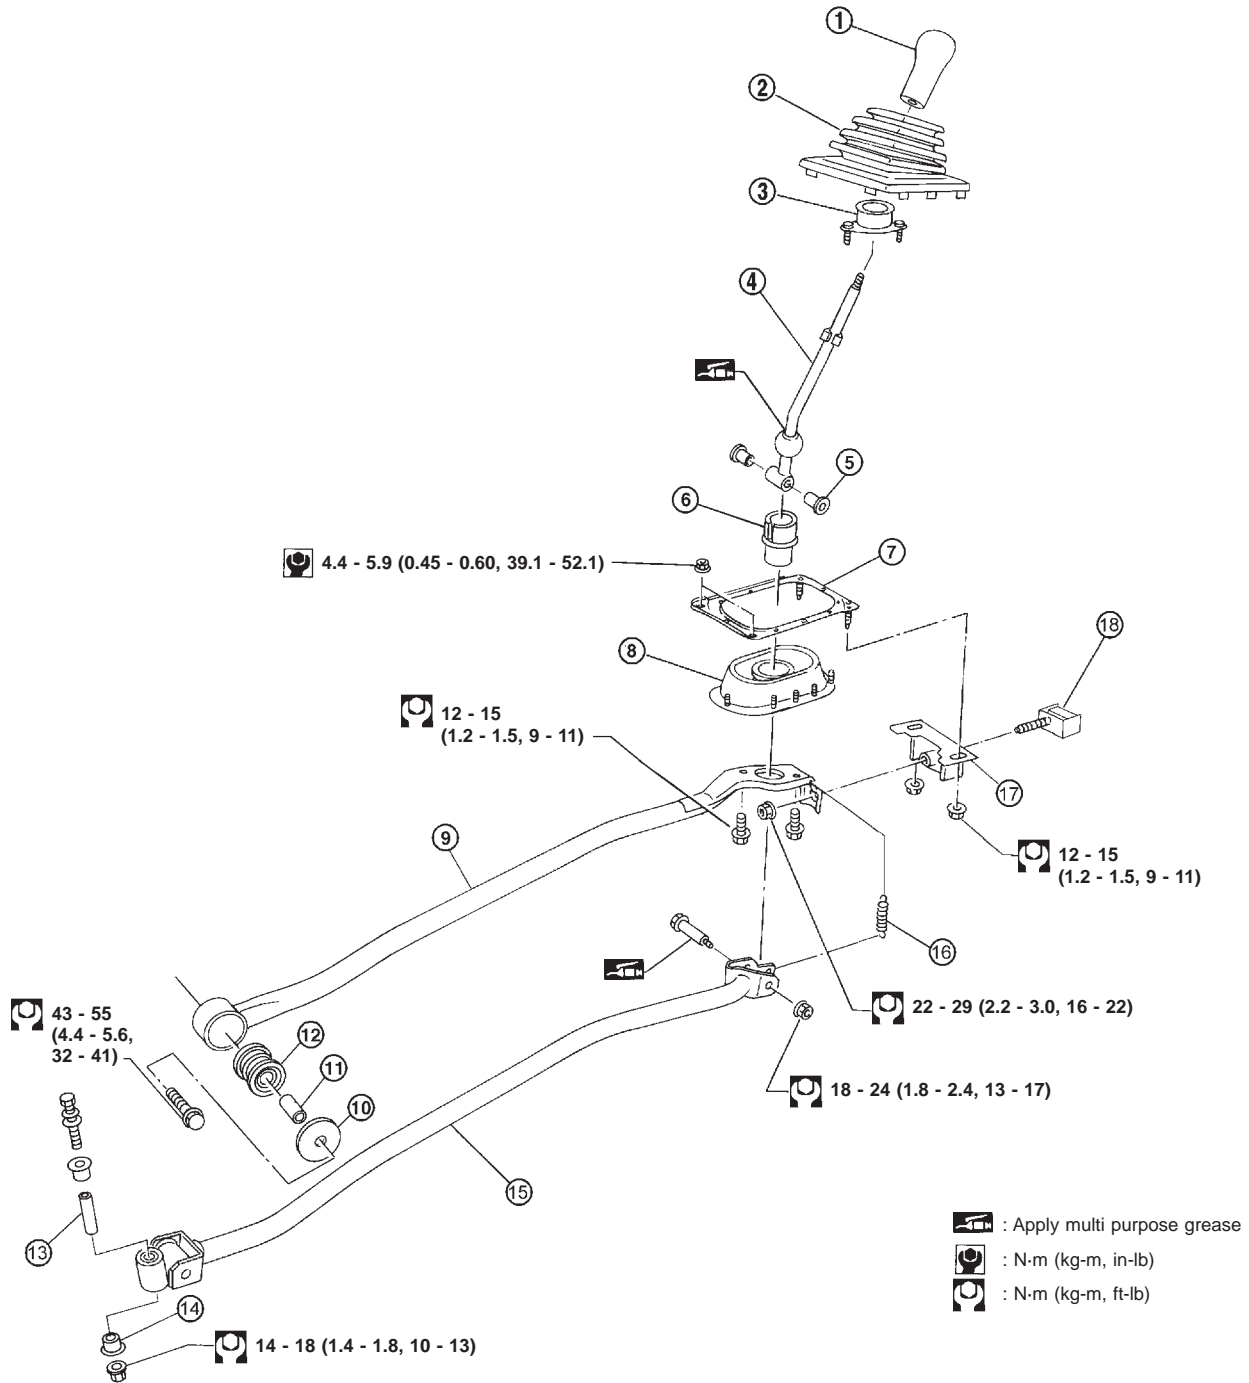 1
2
3
4
5
6
4.4 - 5.9 (0.45 - 0.60, 39.1 - 52.1)
7
18
8
12 - 15
(1.2 - 1.5, 9 - 11)
17
9
12 - 15
(1.2 - 1.5, 9 - 11)
16
43 - 55
(4.4 - 5.6,
32 - 41)
22 - 29 (2.2 - 3.0, 16 - 22)
12
11
18 - 24 (1.8 - 2.4, 13 - 17)
10
15
13
: Apply multi purpose grease
: N·m (kg-m, in-lb)
: N·m (kg-m, ft-lb)
14
14 - 18 (1.4 - 1.8, 10 - 13)